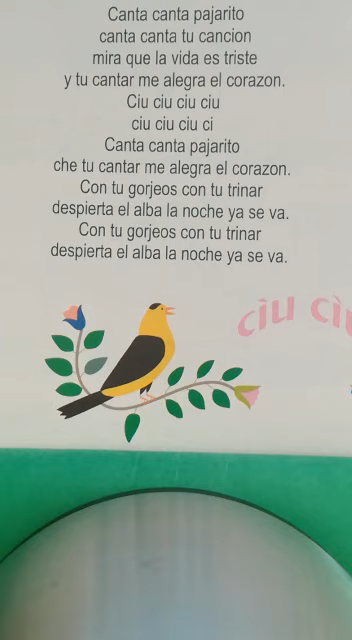 Canta canta pajarito
canta canta tu cancion
mira que la vida es triste
y tu cantar me alegra el corazon.
Ciu ciu ciu ciu
ciu ciu ciu ci
Canta canta pajarito
che tu cantar me alegra el corazon.
Con tu gorjeos con tu trinar
despierta el alba la noche ya se va.
Con tu gorjeos con tu trinar
despierta el alba la noche ya se va.
ciu